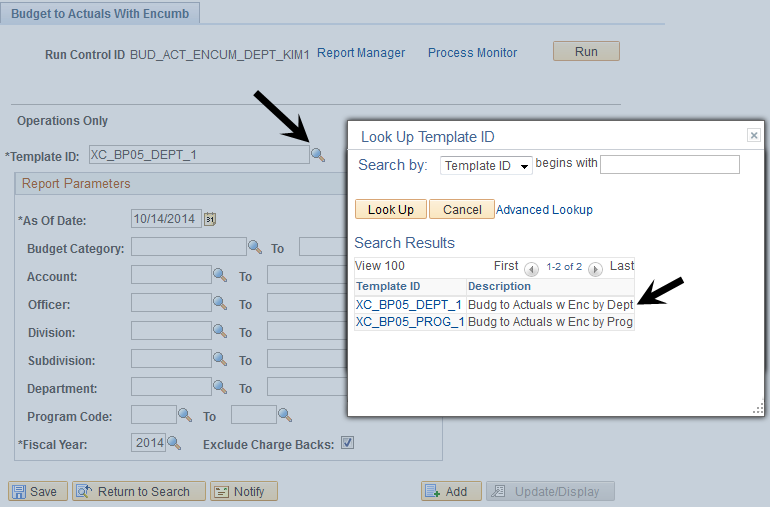 Budget to Actuals With Encumb
Run Control ID BUD_ACT_ENCUM_DEPT_KIM1 Report Manager Process Monitor Run
Operations Only
*Template ID: XC_BP05_DEPT_1
Report Parameters
*As Of Date: 10/14/2014 31
Budget Category: To
Account: To
Officer: To
Division: To
Subdivision: To
Department: To
Program Code: To
*Fiscal Year: 2014 Exclude Charge Backs:
Save Return to Search Notify Add Update/Display
Look Up Template ID
Search by: Template ID begins with
Look Up Cancel Advanced Lookup
Search Results
View 100 First 1-2 of 2 Last
Template ID Description
XC_BP05_DEPT_1 Budg to Actuals w Enc by Dept
XC_BP05_PROG_1 Budg to Actuals w Enc by Prog